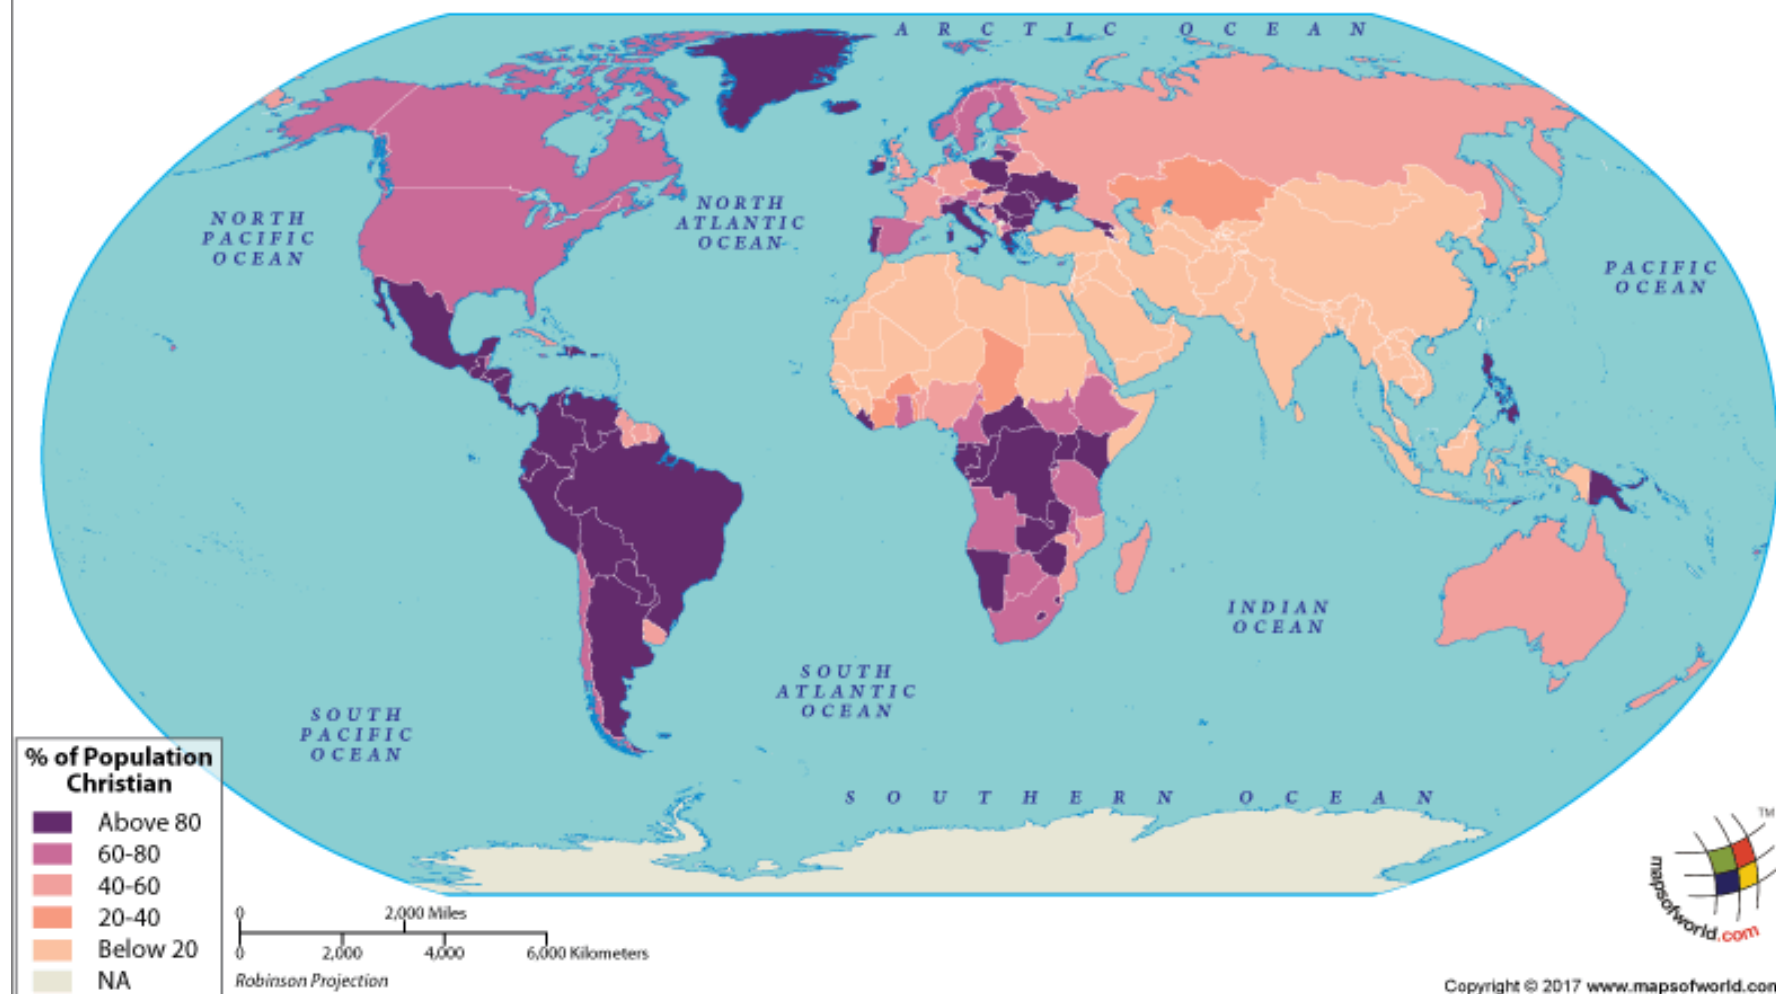 A R C T I C   O C E A N
NORTH
PACIFIC
OCEAN
NORTH
ATLANTIC
OCEAN
PACIFIC
OCEAN
INDIAN
OCEAN
SOUTH
ATLANTIC
OCEAN
SOUTH
PACIFIC
OCEAN
S O U T H E R N   O C E A N
% of Population
Christian
Above 80
60-80
40-60
20-40
Below 20
NA
0 2,000 Miles
0 2,000 4,000 6,000 Kilometers
Robinson Projection
TM
mapsofworld.com
Copyright © 2017 www.mapsofworld.com